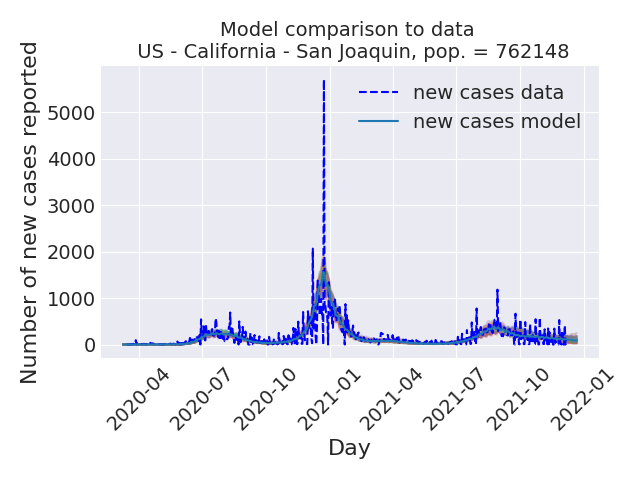 Model comparison to data
US - California - San Joaquin, pop. = 762148
Number of new cases reported
5000
4000
3000
2000
1000
0
new cases data
new cases model
2020-04
2020-07
2020-10
2021-01
2021-04
2021-07
2021-10
2022-01
Day